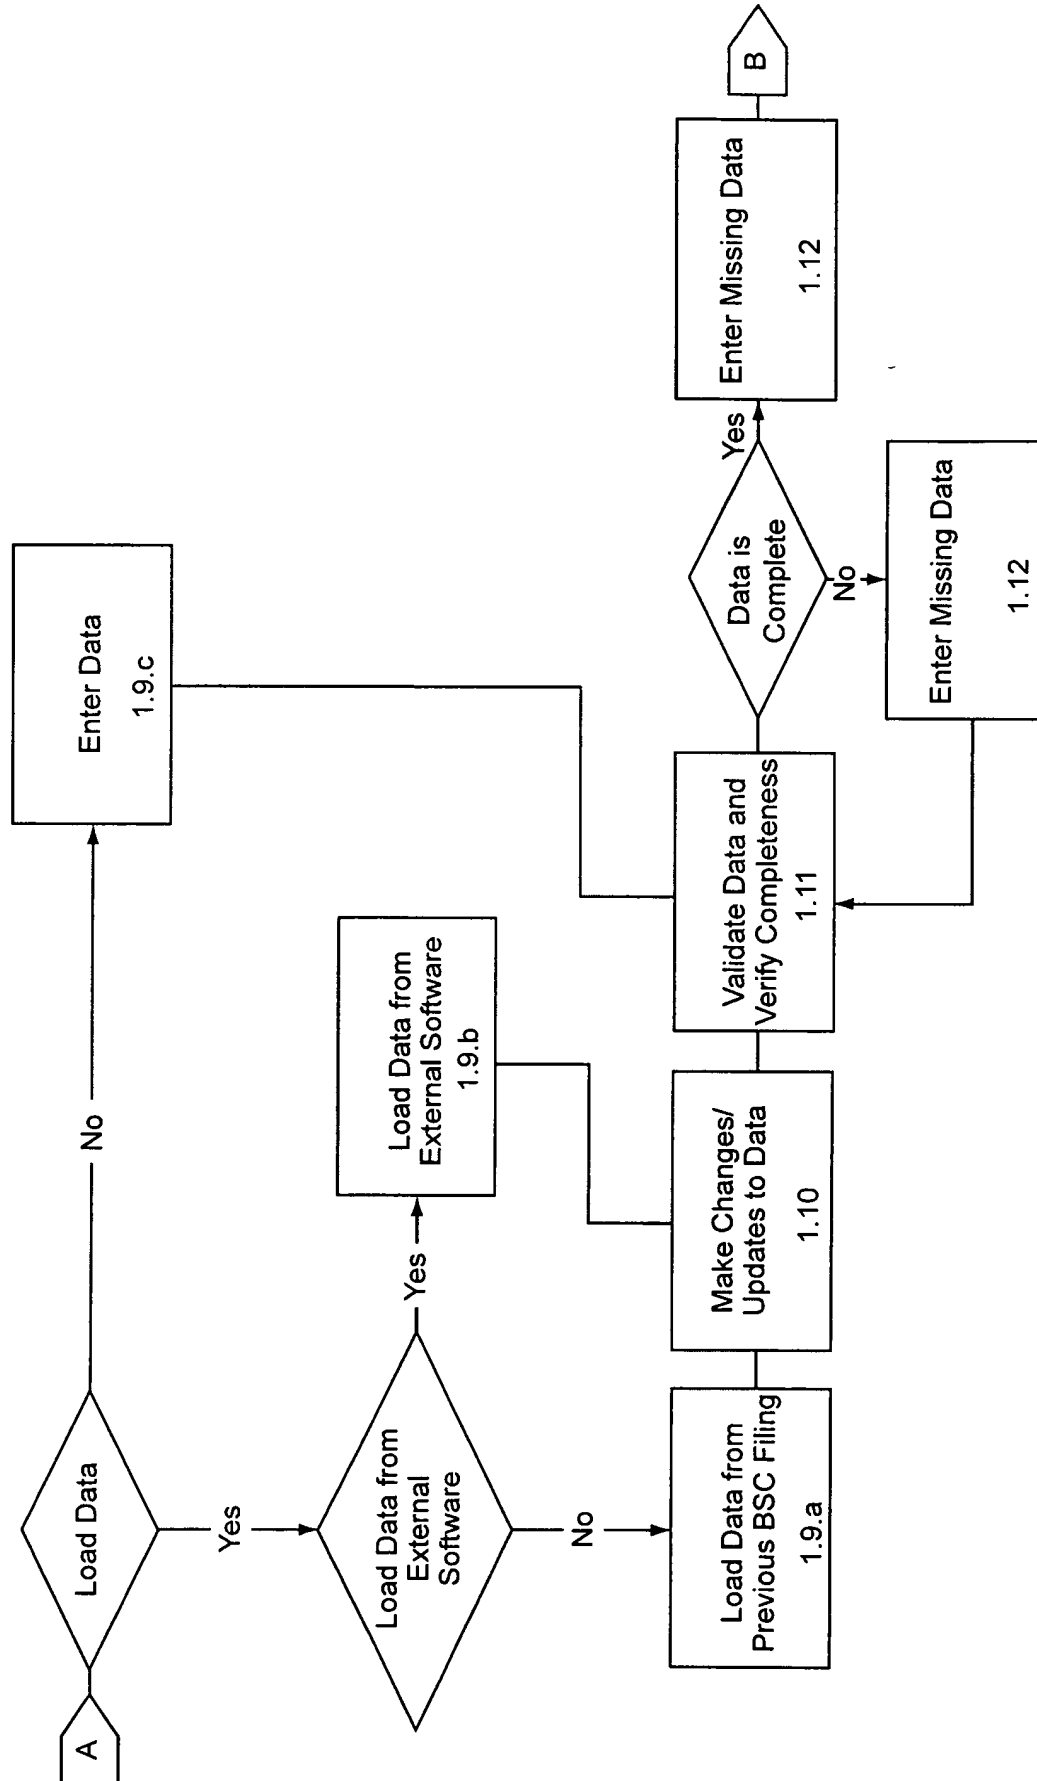 A
Load Data
No
Enter Data
1.9.c
Yes
Load Data from
External
Software
Yes
Load Data from
External Software
1.9.b
No
Load Data from
Previous BSC Filing
1.9.a
Make Changes/
Updates to Data
1.10
Validate Data and
Verify Completeness
1.11
Data is
Complete
Yes
Enter Missing Data
1.12
B
No
Enter Missing Data
1.12